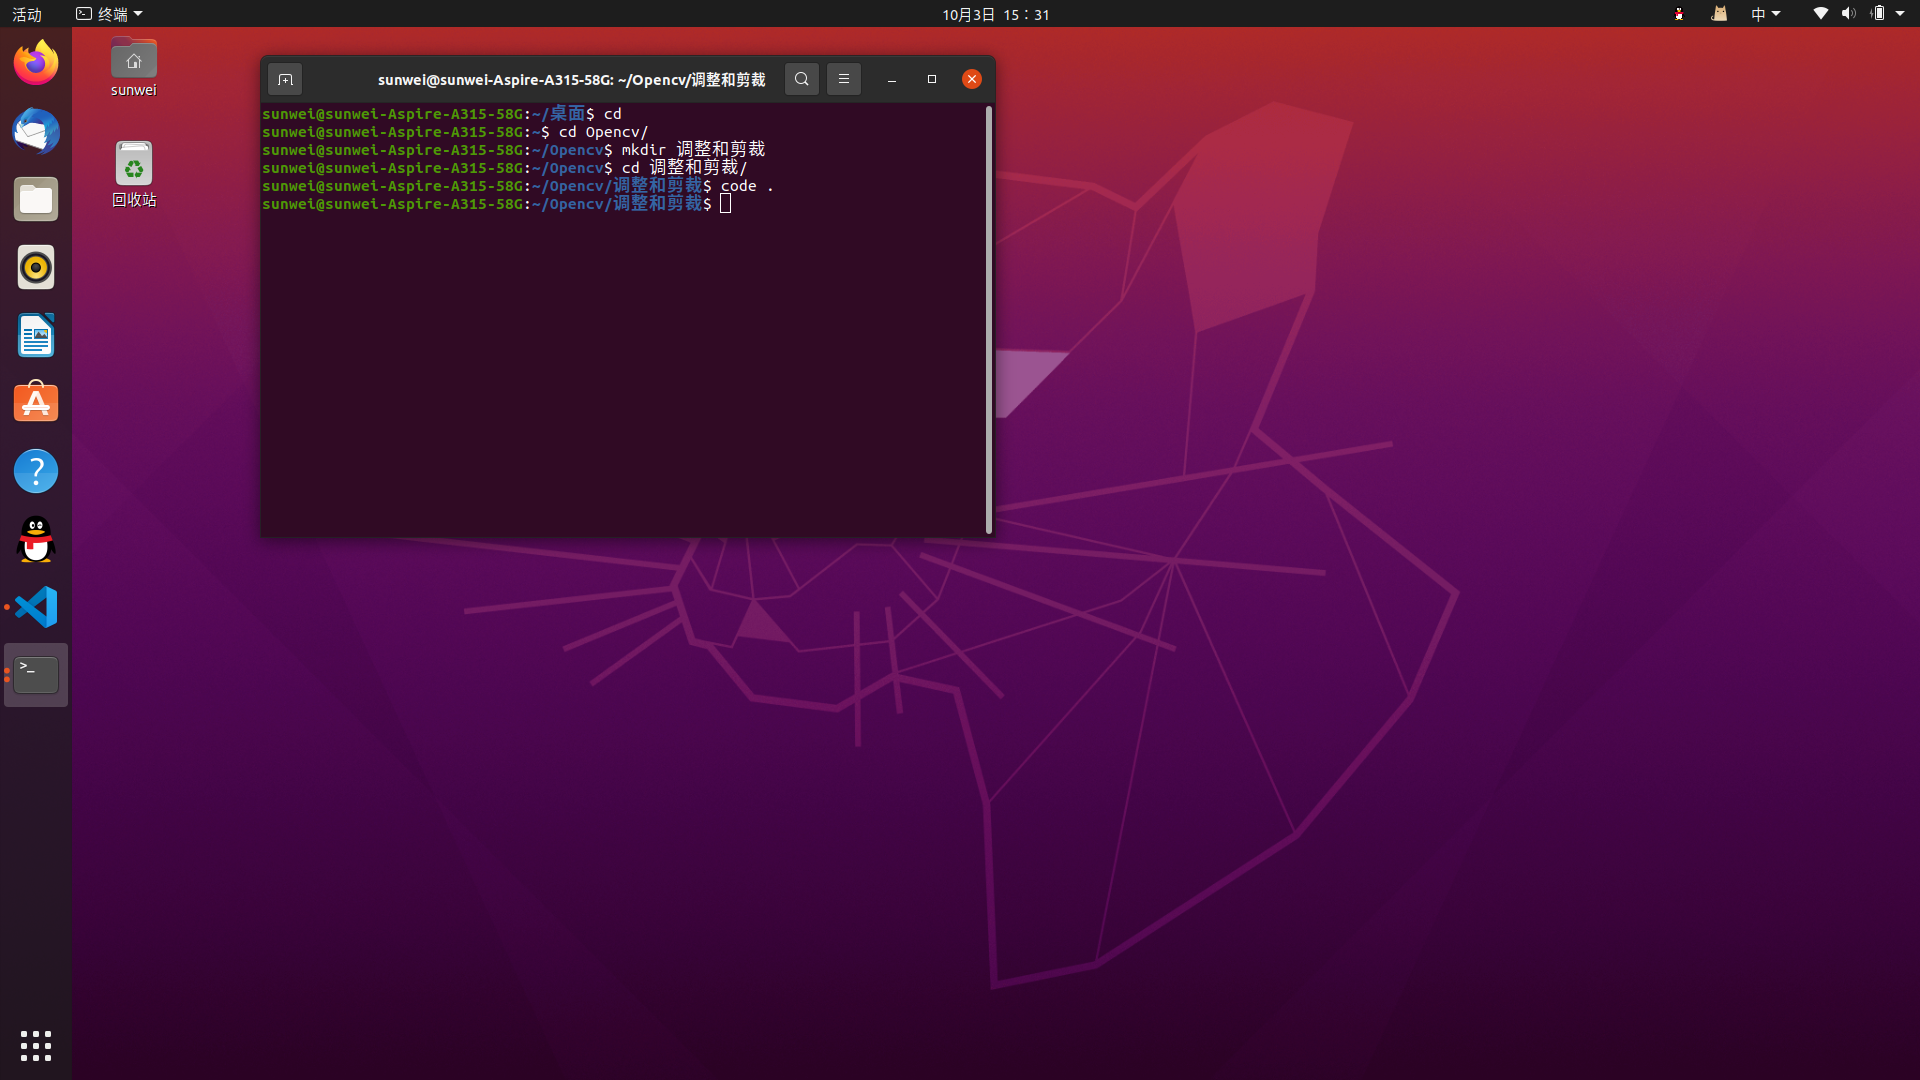 活动 终端 10月3日 15：31 中
sunwei
回收站
sunwei@sunwei-Aspire-A315-58G: ~/Opencv/调整和剪裁
sunwei@sunwei-Aspire-A315-58G:~/桌面$ cd
sunwei@sunwei-Aspire-A315-58G:~$ cd Opencv/
sunwei@sunwei-Aspire-A315-58G:~/Opencv$ mkdir 调整和剪裁
sunwei@sunwei-Aspire-A315-58G:~/Opencv$ cd 调整和剪裁/
sunwei@sunwei-Aspire-A315-58G:~/Opencv/调整和剪裁$ code .
sunwei@sunwei-Aspire-A315-58G:~/Opencv/调整和剪裁$